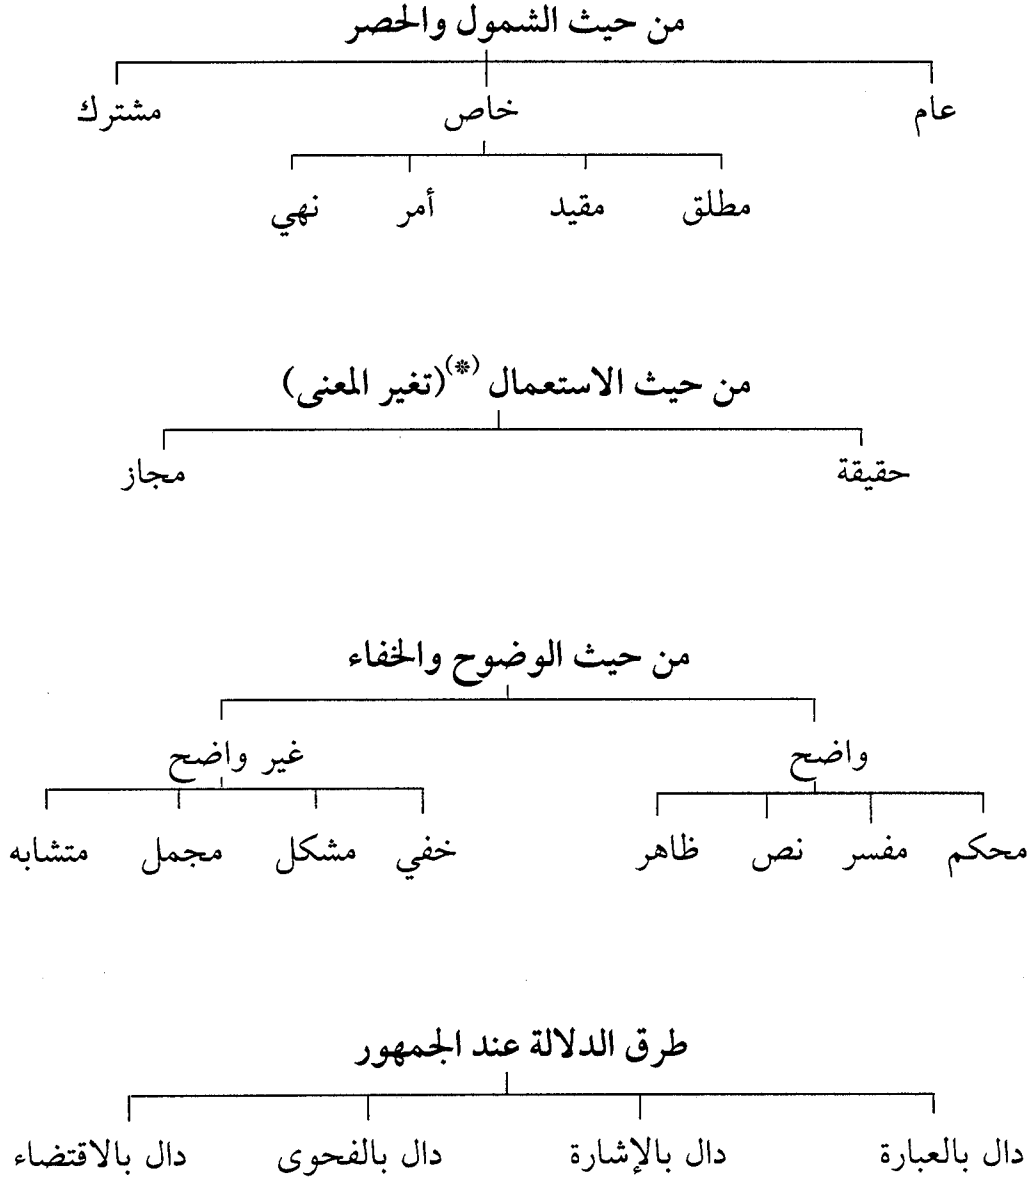 من حيث الشمول والحصر
عام خاص مشترك
مطلق مقيد أمر نهي
من حيث الاستعمال (*)(تغير المعنى)
حقيقة مجاز
من حيث الوضوح والخفاء
واضح غير واضح
محكم مفسر نص ظاهر خفي مشكل مجمل متشابه
طرق الدلالة عند الجمهور
دال بالعبارة دال بالإشارة دال بالفحوى دال بالاقتضاء